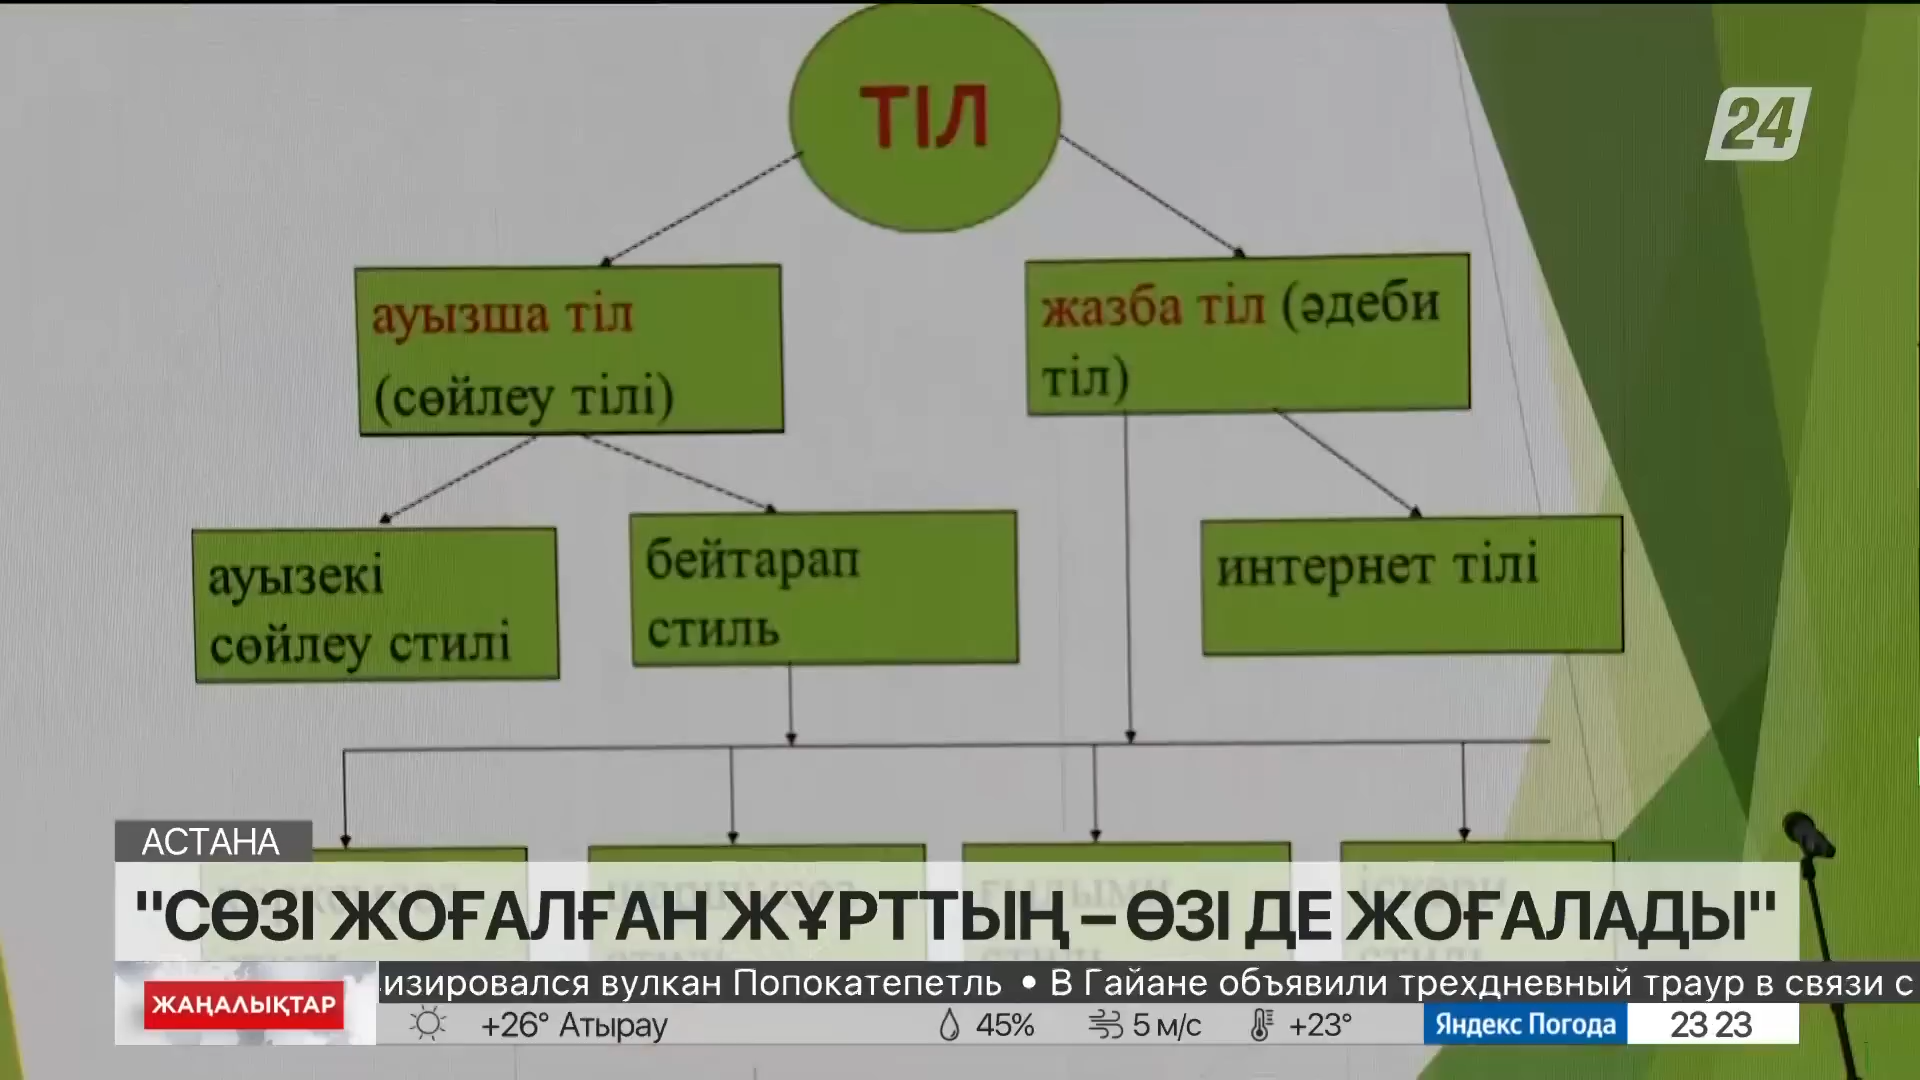 ТІЛ
24
ауызша тіл
(сөйлеу тілі)
жазба тіл (әдеби
тіл)
ауызекі
сөйлеу стилі
бейтарап
стиль
интернет тілі
АСТАНА
"СӨЗІ ЖОҒАЛҒАН ЖҰРТТЫҢ – ӨЗІ ДЕ ЖОҒАЛАДЫ"
ЖАҢАЛЫҚТАР
изировался вулкан Попокатепетль • В Гайане объявили трехдневный траур в связи с
+26° Атырау 45% 5 м/с +23° Яндекс Погода 23 23